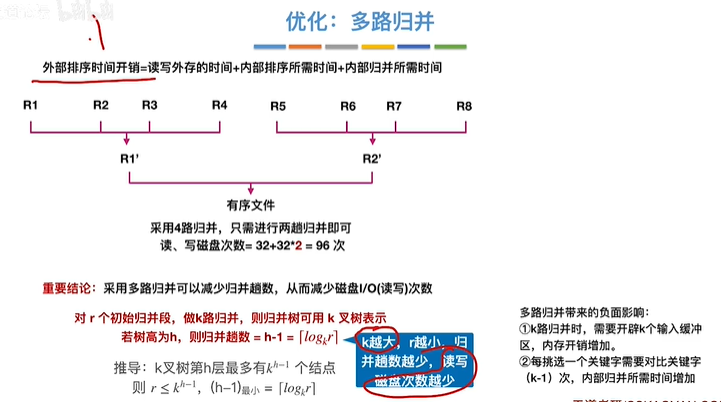 优化：多路归并
外部排序时间开销=读写外存的时间+内部排序所需时间+内部归并所需时间
R1 R2 R3 R4 R5 R6 R7 R8
R1' R2'
有序文件
采用4路归并，只需进行两趟归并即可
读、写磁盘次数= 32+32*2 = 96 次
重要结论：采用多路归并可以减少归并趟数，从而减少磁盘I/O(读写)次数
对 r 个初始归并段，做k路归并，则归并树可用 k 叉树表示
若树高为h，则归并趟数 = h-1 = ⌈logₖr⌉
推导：k叉树第h层最多有kʰ⁻¹ 个结点
则 r ≤ kʰ⁻¹，(h−1)最小 = ⌈logₖr⌉
k越大，r越小，归
并趟数越少，读写
磁盘次数越少
多路归并带来的负面影响：
①k路归并时，需要开辟k个输入缓冲
区，内存开销增加。
②每挑选一个关键字需要对比关键字
（k-1）次，内部归并所需时间增加